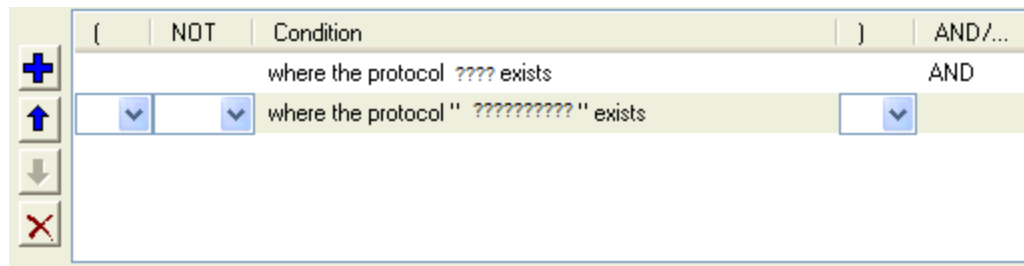 ( NOT Condition ) AND/...
where the protocol ???? exists AND
where the protocol " ?????????? " exists